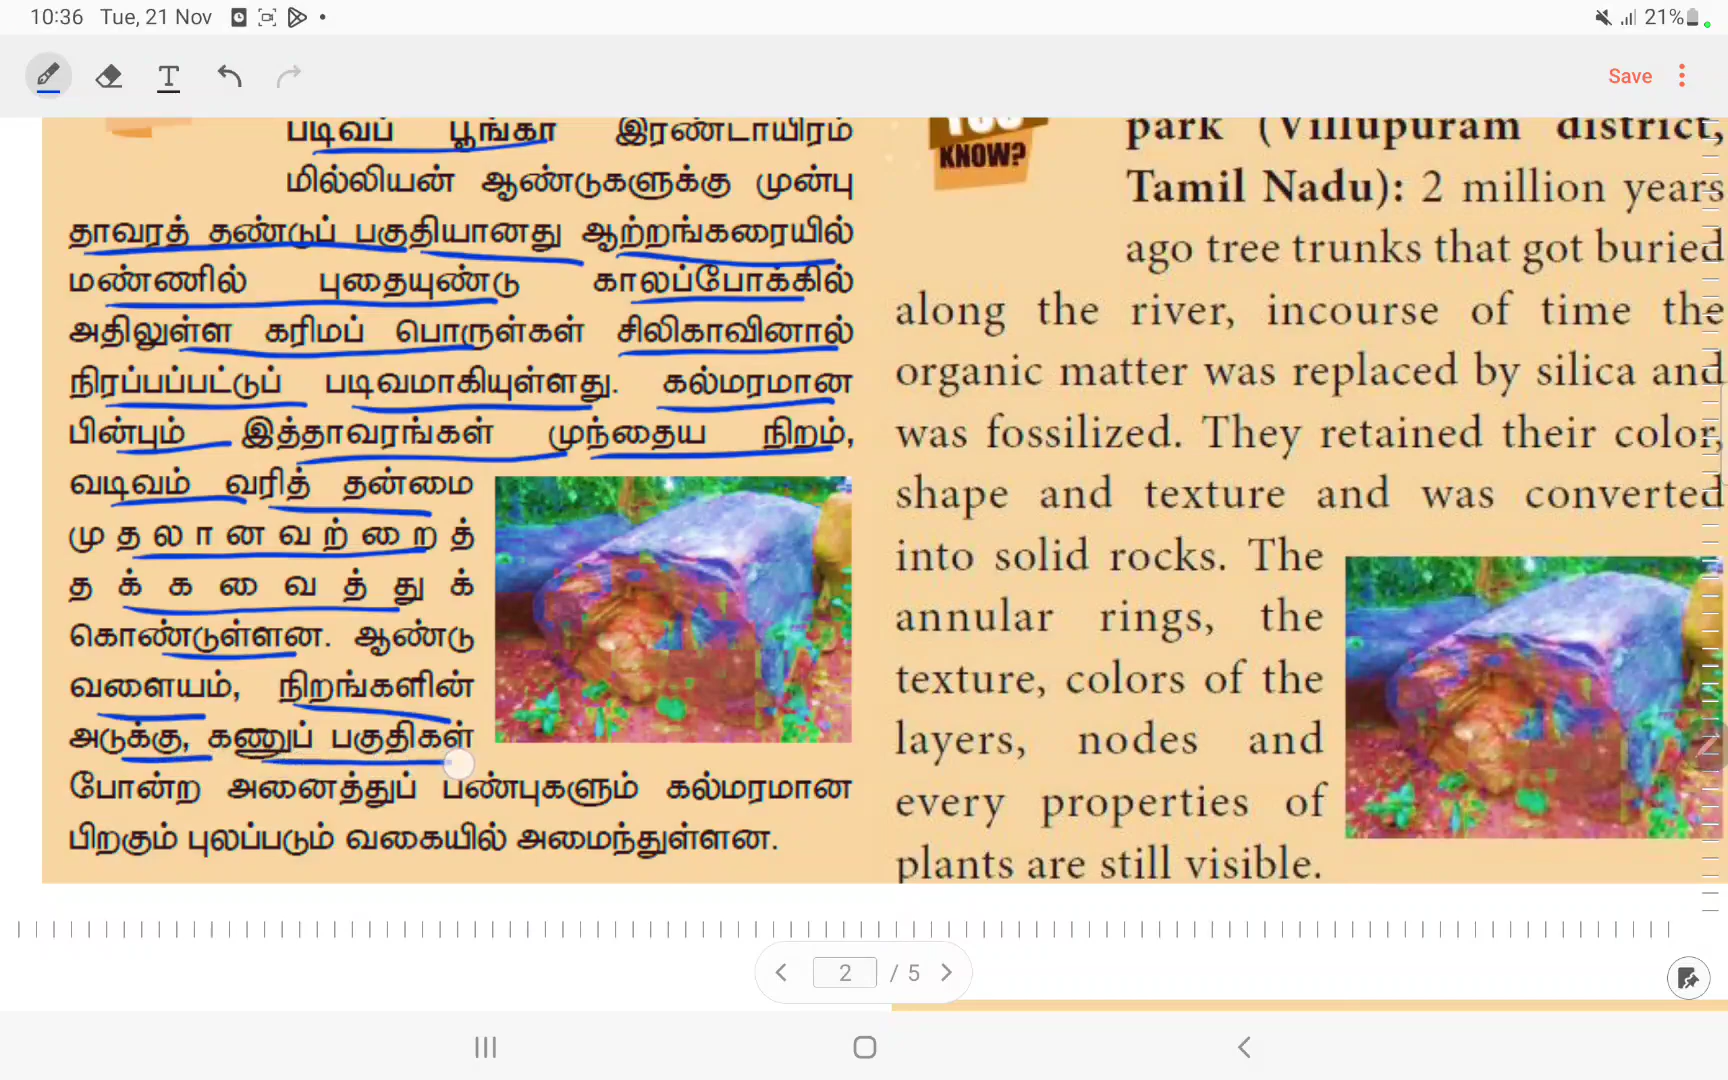 10:36 Tue, 21 Nov
21%
Save
படிவப் பூங்கா இரண்டாயிரம்
மில்லியன் ஆண்டுகளுக்கு முன்பு
தாவரத் தண்டுப் பகுதியானது ஆற்றங்கரையில்
மண்ணில் புதையுண்டு காலப்போக்கில்
அதிலுள்ள கரிமப் பொருள்கள் சிலிகாவினால்
நிரப்பப்பட்டுப் படிவமாகியுள்ளது. கல்மரமான
பின்பும் இத்தாவரங்கள் முந்தைய நிறம்,
வடிவம் வரித் தன்மை
முதலானவற்றைத்
தக்கவைத்துக்
கொண்டுள்ளன. ஆண்டு
வளையம், நிறங்களின்
அடுக்கு, கணுப் பகுதிகள்
போன்ற அனைத்துப் பண்புகளும் கல்மரமான
பிறகும் புலப்படும் வகையில் அமைந்துள்ளன.
YOU
KNOW?
park (Villupuram district,
Tamil Nadu): 2 million years
ago tree trunks that got buried
along the river, incourse of time the
organic matter was replaced by silica and
was fossilized. They retained their color,
shape and texture and was converted
into solid rocks. The
annular rings, the
texture, colors of the
layers, nodes and
every properties of
plants are still visible.
2 / 5